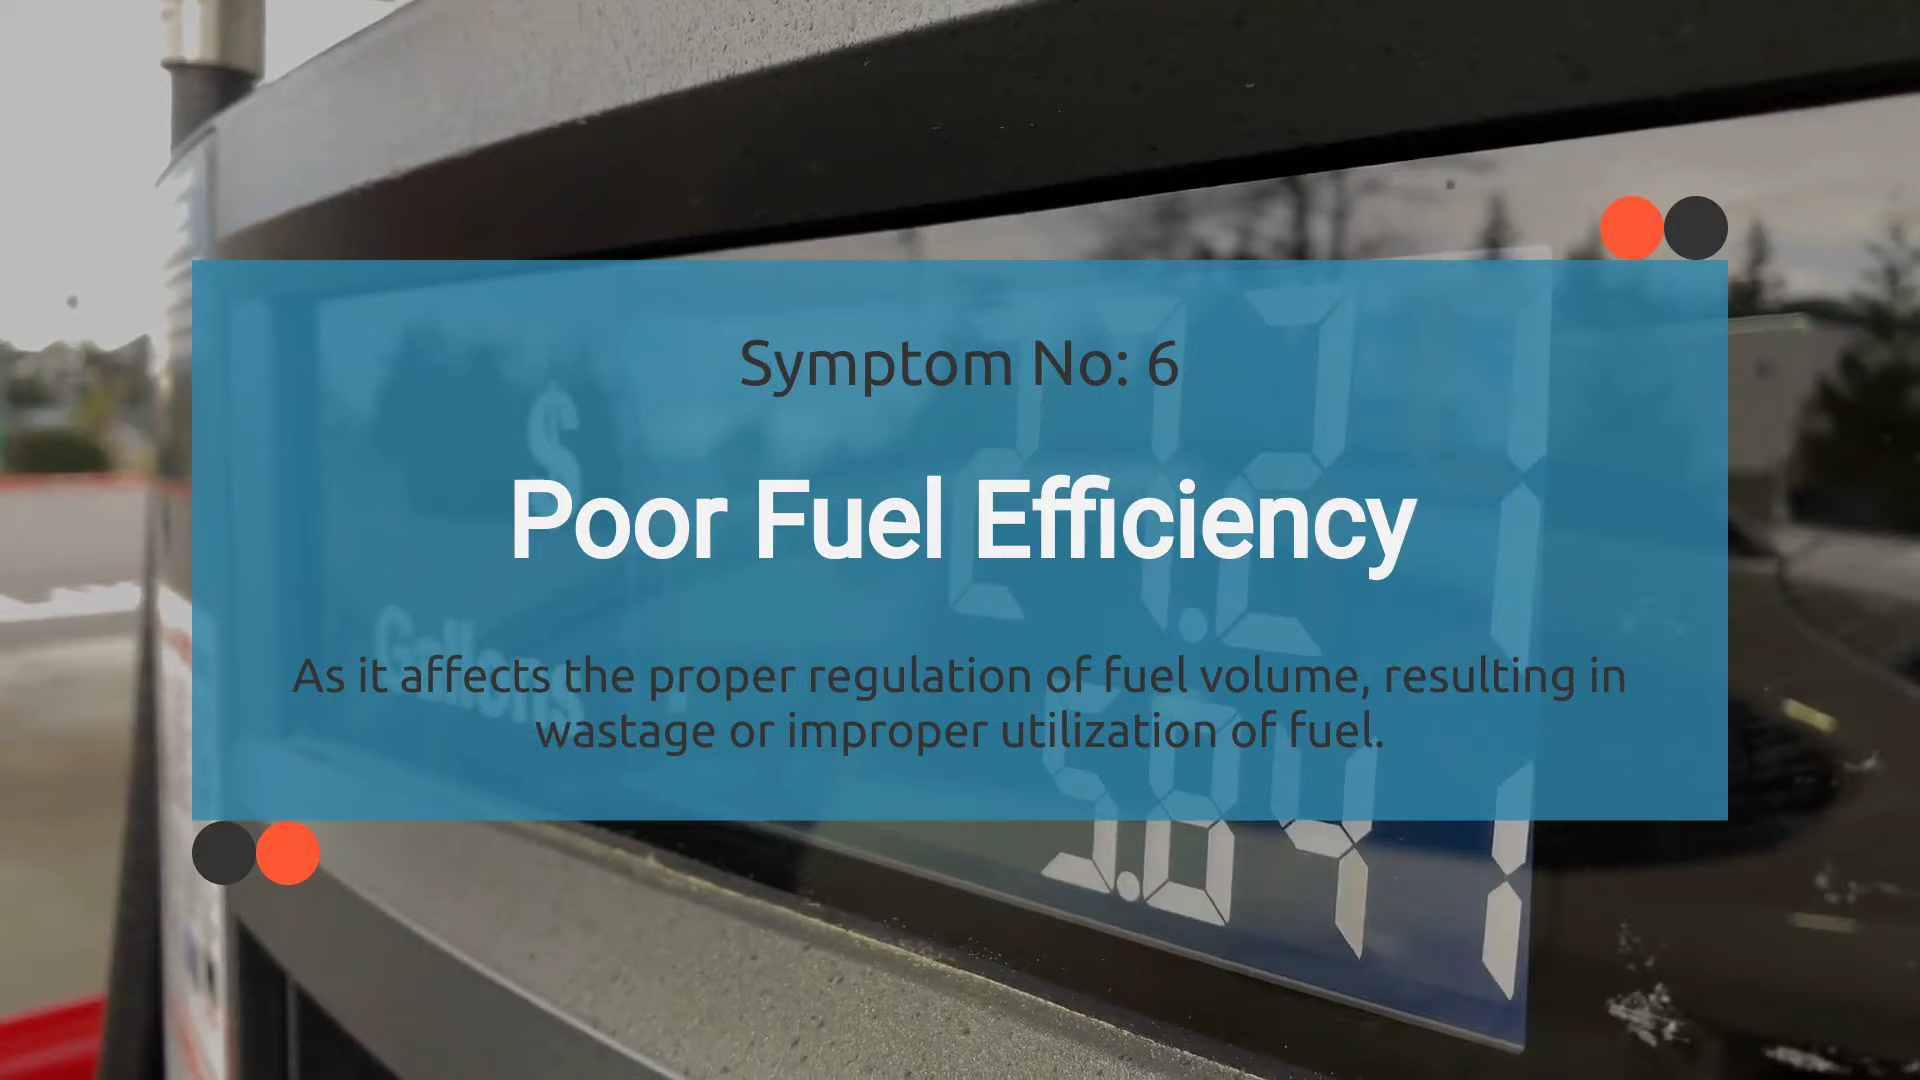 Symptom No: 6
$
Poor Fuel Efficiency
Gallons
As it affects the proper regulation of fuel volume, resulting in
wastage or improper utilization of fuel.